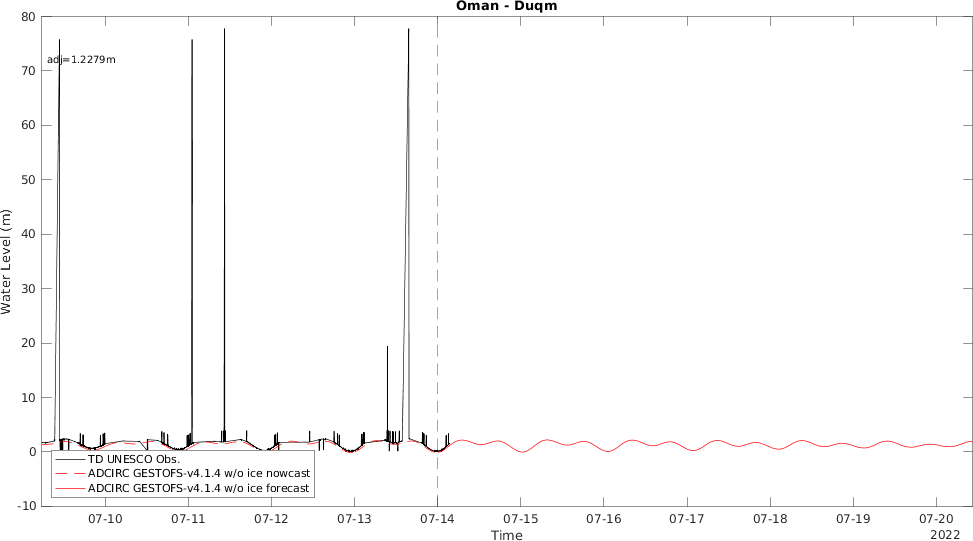 Oman - Duqm
80
adj=1.2279m
70
60
50
40
30
20
10
0
-10
Water Level (m)
TD UNESCO Obs.
ADCIRC GESTOFS-v4.1.4 w/o ice nowcast
ADCIRC GESTOFS-v4.1.4 w/o ice forecast
07-10 07-11 07-12 07-13 07-14 07-15 07-16 07-17 07-18 07-19 07-20
Time
2022